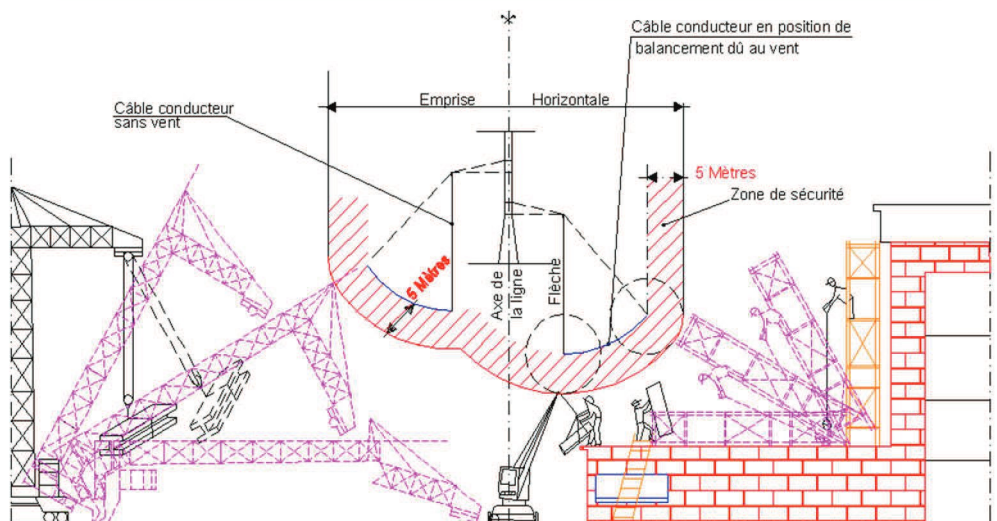 Câble conducteur en position de
balancement dû au vent
Emprise Horizontale
Câble conducteur
sans vent
5 Mètres
Zone de sécurité
5 Mètres
Axe de
la ligne
Flèche